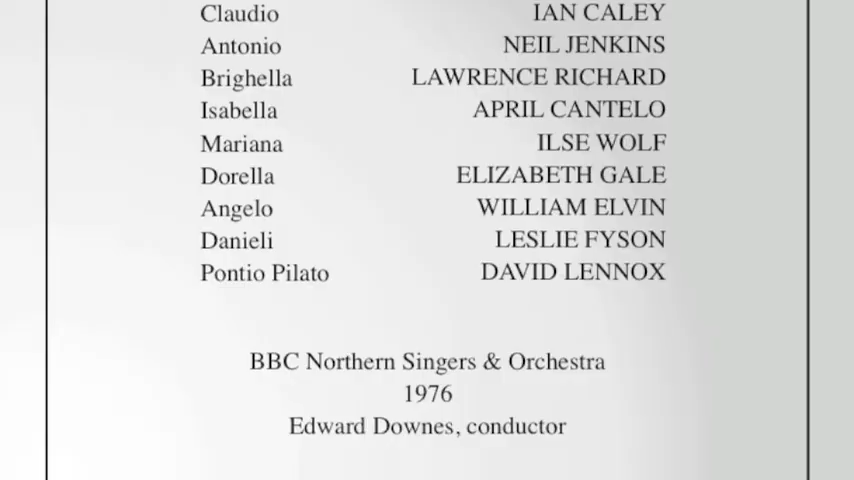 Claudio IAN CALEY
Antonio NEIL JENKINS
Brighella LAWRENCE RICHARD
Isabella APRIL CANTELO
Mariana ILSE WOLF
Dorella ELIZABETH GALE
Angelo WILLIAM ELVIN
Danieli LESLIE FYSON
Pontio Pilato DAVID LENNOX
BBC Northern Singers & Orchestra
1976
Edward Downes, conductor